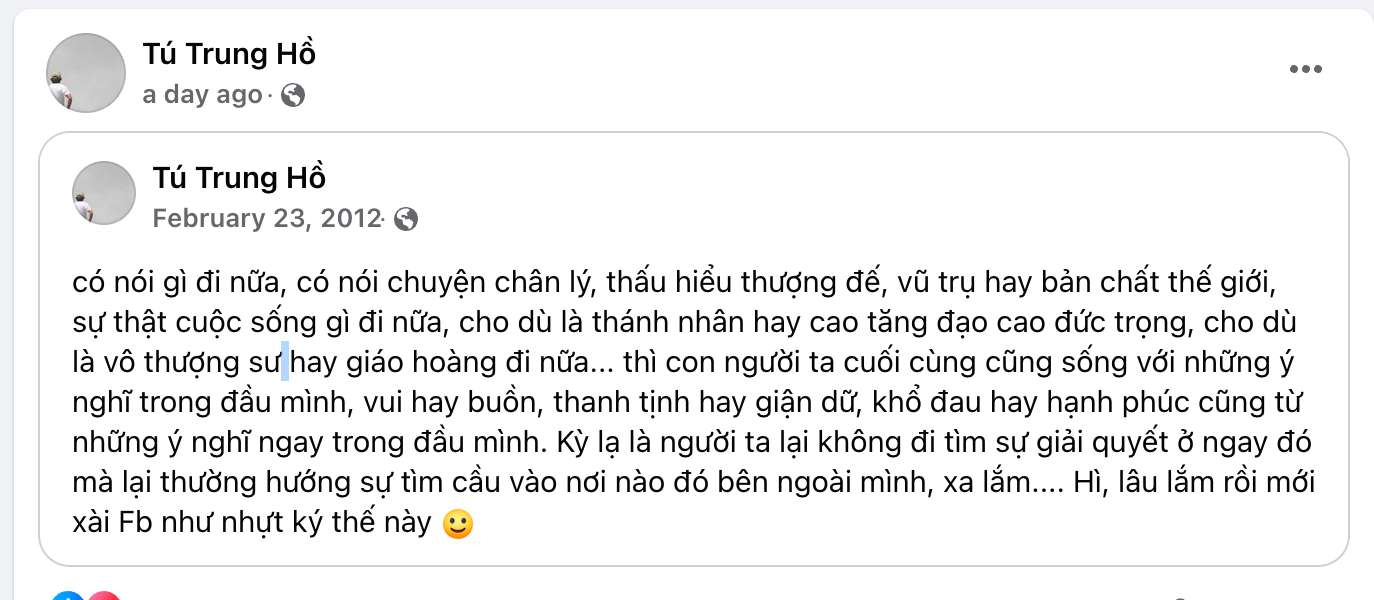 Tú Trung Hồ
a day ago ·
Tú Trung Hồ
February 23, 2012 ·
có nói gì đi nữa, có nói chuyện chân lý, thấu hiểu thượng đế, vũ trụ hay bản chất thế giới,
sự thật cuộc sống gì đi nữa, cho dù là thánh nhân hay cao tăng đạo cao đức trọng, cho dù
là vô thượng sư hay giáo hoàng đi nữa... thì con người ta cuối cùng cũng sống với những ý
nghĩ trong đầu mình, vui hay buồn, thanh tịnh hay giận dữ, khổ đau hay hạnh phúc cũng từ
những ý nghĩ ngay trong đầu mình. Kỳ lạ là người ta lại không đi tìm sự giải quyết ở ngay đó
mà lại thường hướng sự tìm cầu vào nơi nào đó bên ngoài mình, xa lắm.... Hì, lâu lắm rồi mới
xài Fb như nhựt ký thế này 🙂